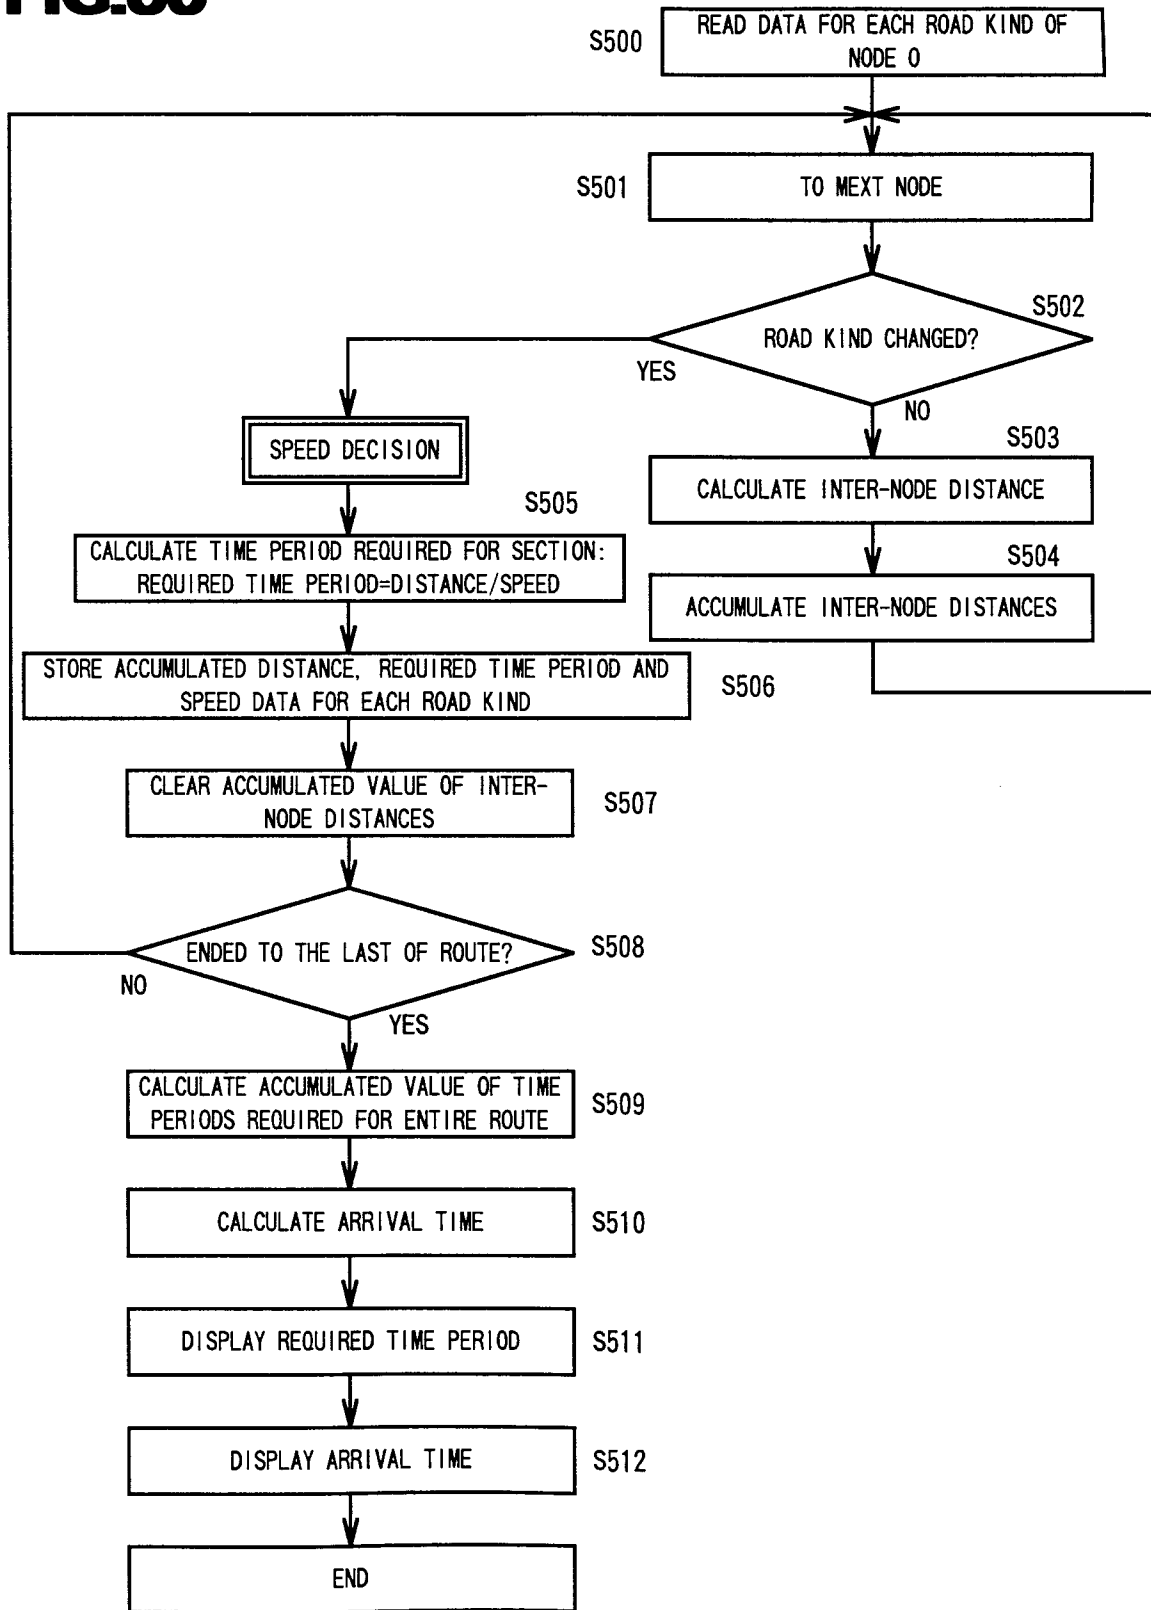 S500
READ DATA FOR EACH ROAD KIND OF
NODE 0
S501
TO MEXT NODE
S502
ROAD KIND CHANGED?
YES
NO
S503
CALCULATE INTER-NODE DISTANCE
S504
ACCUMULATE INTER-NODE DISTANCES
SPEED DECISION
S505
CALCULATE TIME PERIOD REQUIRED FOR SECTION:
REQUIRED TIME PERIOD=DISTANCE/SPEED
STORE ACCUMULATED DISTANCE, REQUIRED TIME PERIOD AND
SPEED DATA FOR EACH ROAD KIND
S506
CLEAR ACCUMULATED VALUE OF INTER-
NODE DISTANCES
S507
ENDED TO THE LAST OF ROUTE?
S508
NO
YES
CALCULATE ACCUMULATED VALUE OF TIME
PERIODS REQUIRED FOR ENTIRE ROUTE
S509
CALCULATE ARRIVAL TIME
S510
DISPLAY REQUIRED TIME PERIOD
S511
DISPLAY ARRIVAL TIME
S512
END